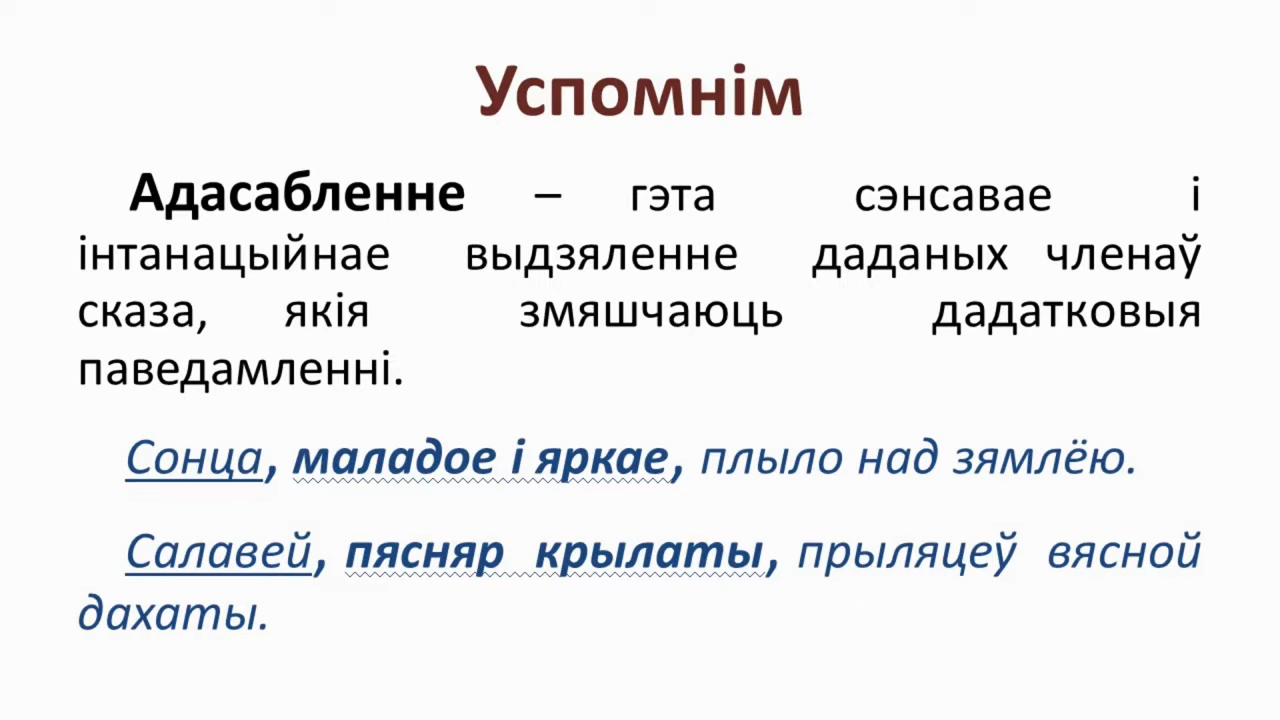 Успомнім
Адасабленне – гэта сэнсавае і
інтанацыйнае выдзяленне даданых членаў
сказа, якія змяшчаюць дадатковыя
паведамленні.
Сонца, маладое і яркае, плыло над зямлёю.
Салавей, пясняр крылаты, прыляцеў вясной
дахаты.